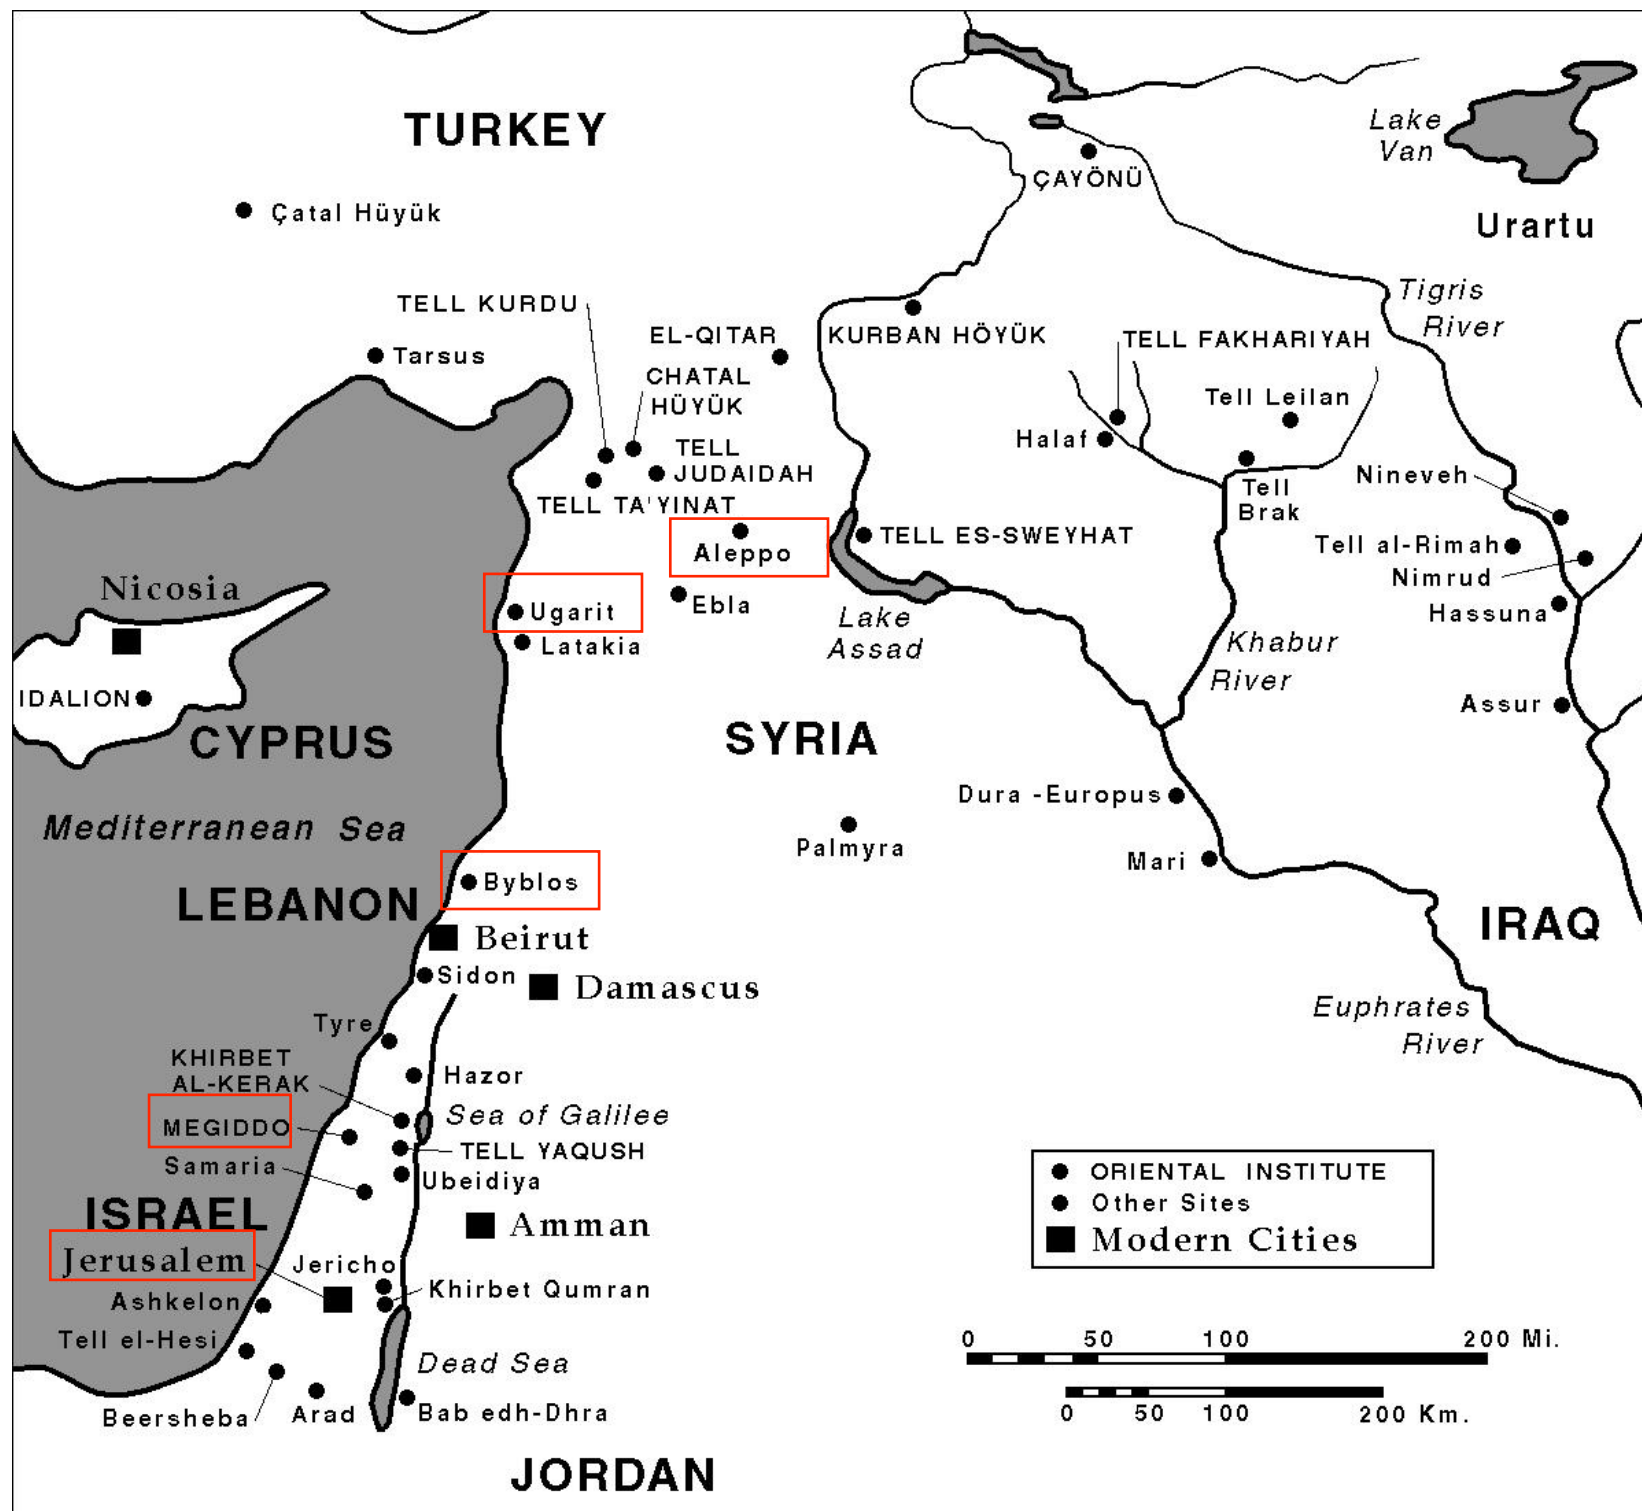 TURKEY
Lake
Van
ÇAYÖNÜ
Çatal Hüyük
Urartu
TELL KURDU
Tigris
River
EL-QITAR
KURBAN HÖYÜK
TELL FAKHARIYAH
Tarsus
CHATAL
HÜYÜK
Tell Leilan
Halaf
TELL
JUDAIDAH
Nineveh
TELL TA'YINAT
Tell
Brak
Aleppo
TELL ES-SWEYHAT
Tell al-Rimah
Nimrud
Nicosia
Ugarit
Ebla
Hassuna
Latakia
Lake
Assad
Khabur
River
IDALION
Assur
CYPRUS
SYRIA
Dura -Europus
Mediterranean Sea
Palmyra
Mari
Byblos
LEBANON
IRAQ
Beirut
Sidon
Damascus
Euphrates
River
Tyre
KHIRBET
AL-KERAK
Hazor
Sea of Galilee
MEGIDDO
TELL YAQUSH
Samaria
Ubeidiya
ISRAEL
Amman
Jerusalem
Jericho
Khirbet Qumran
Ashkelon
Tell el-Hesi
Dead Sea
Beersheba
Arad
Bab edh-Dhra
JORDAN
ORIENTAL INSTITUTE
Other Sites
Modern Cities
0 50 100 200 Mi.
0 50 100 200 Km.